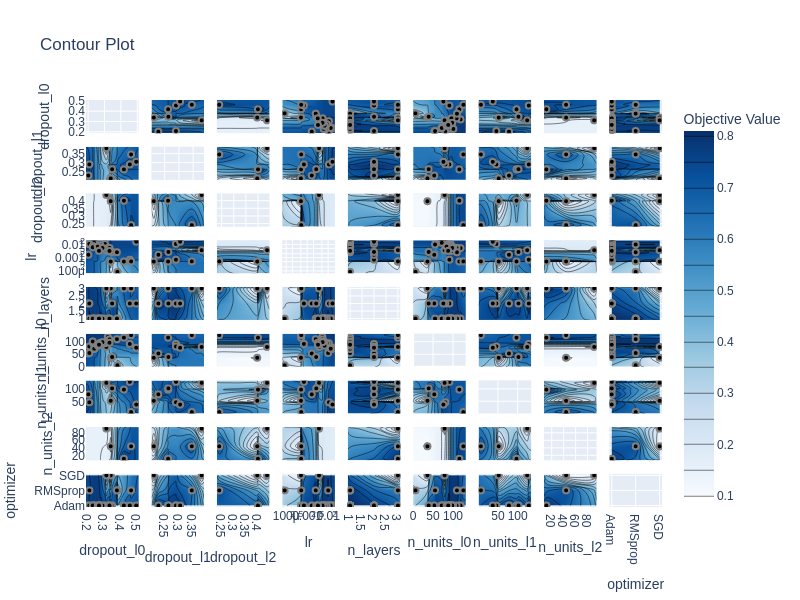 Contour Plot
Objective Value
dropout_l0
0.5
0.4
0.3
0.2
dropout_l1
0.35
0.3
0.25
dropout_l2
0.4
0.35
0.3
0.25
lr
0.01
0.001
100μ
n_layers
3
2.5
2
1.5
1
n_units_l0
100
50
0
n_units_l1
100
50
n_units_l2
80
60
40
20
optimizer
SGD
RMSprop
Adam
0.2
0.3
0.4
0.5
0.25
0.3
0.35
0.25
0.3
0.35
0.4
0.01
1
1.5
2
2.5
3
0
50
100
50
100
20
40
60
80
Adam
RMSprop
SGD
dropout_l0
dropout_l1
dropout_l2
lr
n_layers
n_units_l0
n_units_l1
n_units_l2
optimizer
0.8
0.7
0.6
0.5
0.4
0.3
0.2
0.1